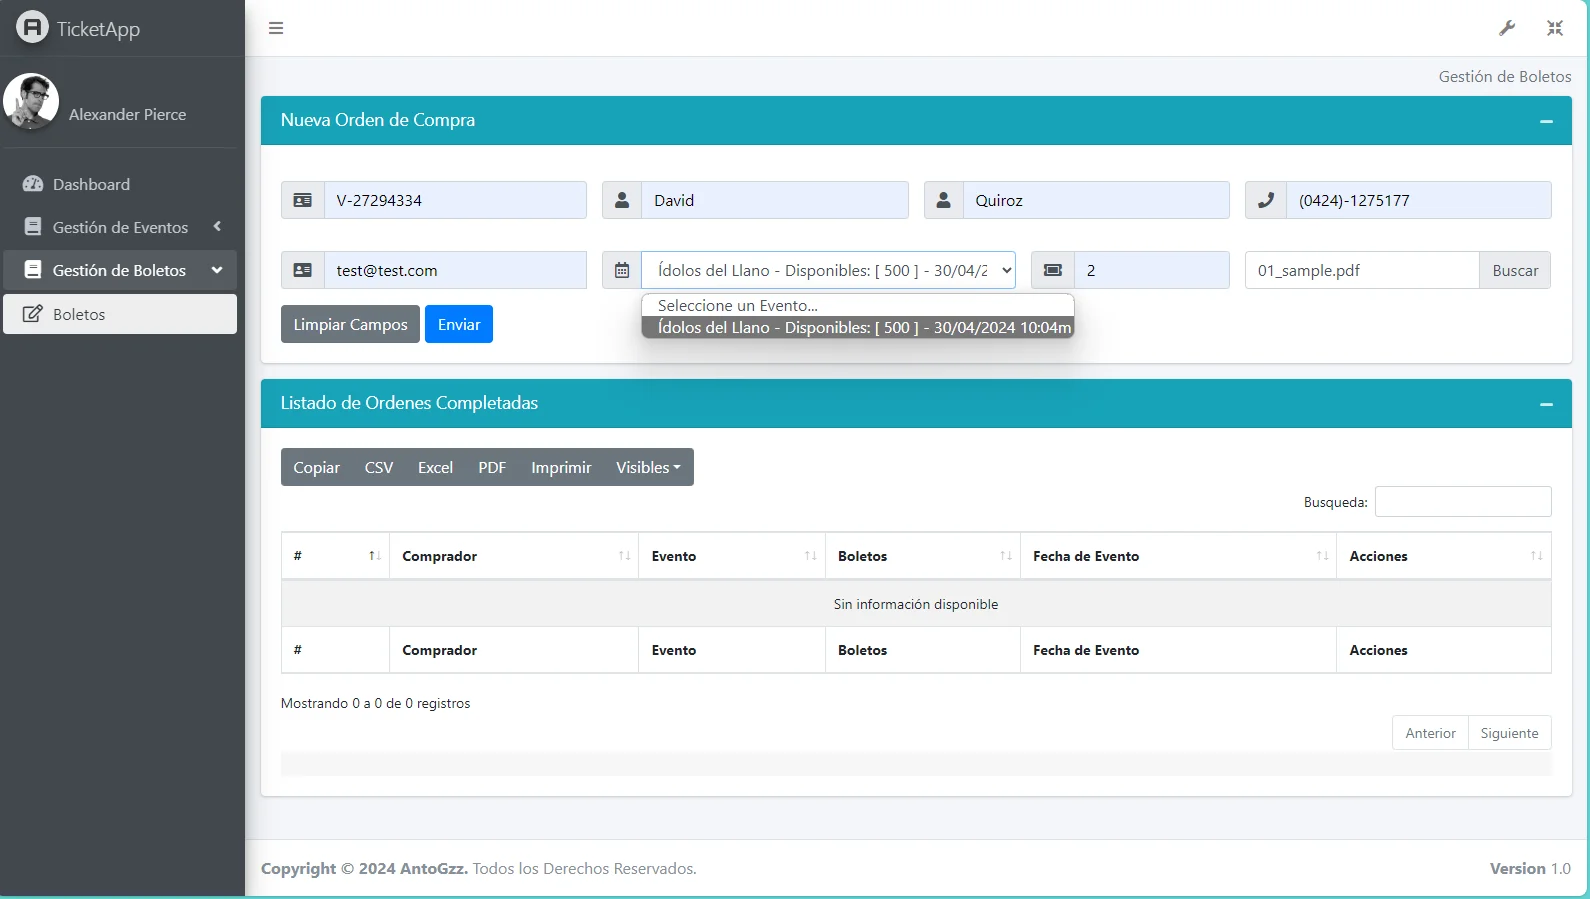 TicketApp
Alexander Pierce
Dashboard
Gestión de Eventos
Gestión de Boletos
Boletos
Gestión de Boletos
Nueva Orden de Compra
V-27294334
David
Quiroz
(0424)-1275177
test@test.com
Ídolos del Llano - Disponibles: [ 500 ] - 30/04/2
2
01_sample.pdf
Buscar
Seleccione un Evento...
Ídolos del Llano - Disponibles: [ 500 ] - 30/04/2024 10:04m
Limpiar Campos
Enviar
Listado de Ordenes Completadas
Copiar CSV Excel PDF Imprimir Visibles
Busqueda:
# Comprador Evento Boletos Fecha de Evento Acciones
Sin información disponible
# Comprador Evento Boletos Fecha de Evento Acciones
Mostrando 0 a 0 de 0 registros
Anterior Siguiente
Copyright © 2024 AntoGzz. Todos los Derechos Reservados.
Version 1.0